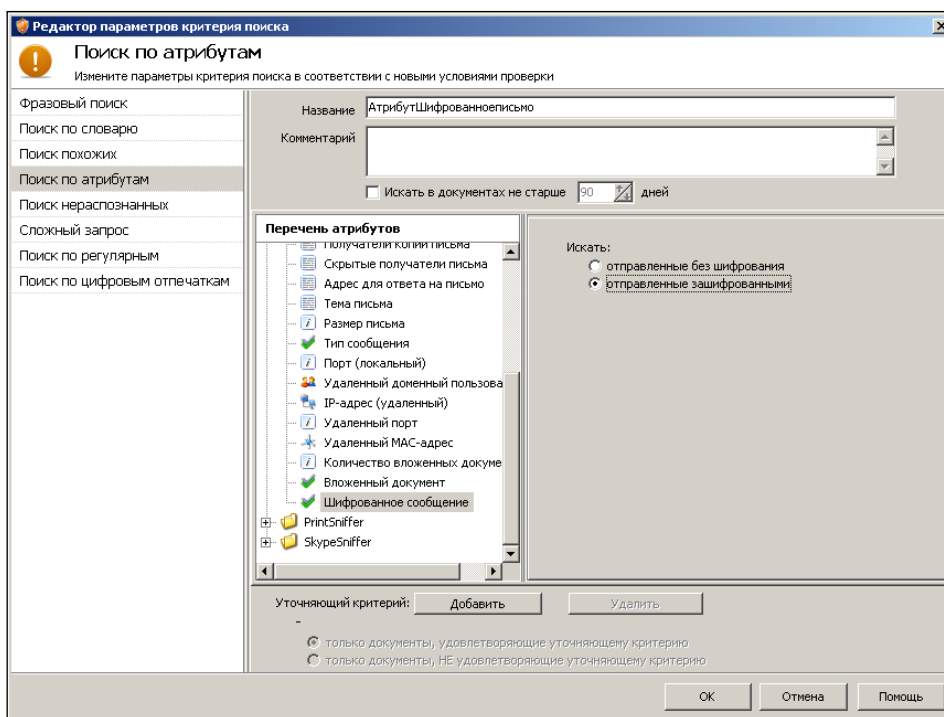 Редактор параметров критерия поиска
Поиск по атрибутам
Измените параметры критерия поиска в соответствии с новыми условиями проверки
Фразовый поиск
Поиск по словарю
Поиск похожих
Поиск по атрибутам
Поиск нераспознанных
Сложный запрос
Поиск по регулярным
Поиск по цифровым отпечаткам
Название АтрибутШифрованноеписьмо
Комментарий
Искать в документах не старше 90 дней
Перечень атрибутов
Получатели копии письма
Скрытые получатели письма
Адрес для ответа на письмо
Тема письма
Размер письма
Тип сообщения
Порт (локальный)
Удаленный доменный пользова
IP-адрес (удаленный)
Удаленный порт
Удаленный MAC-адрес
Количество вложенных докуме
Вложенный документ
Шифрованное сообщение
PrintSniffer
SkypeSniffer
Искать:
отправленные без шифрования
отправленные зашифрованными
Уточняющий критерий: Добавить Удалить
-
только документы, удовлетворяющие уточняющему критерию
только документы, НЕ удовлетворяющие уточняющему критерию
OK Отмена Помощь